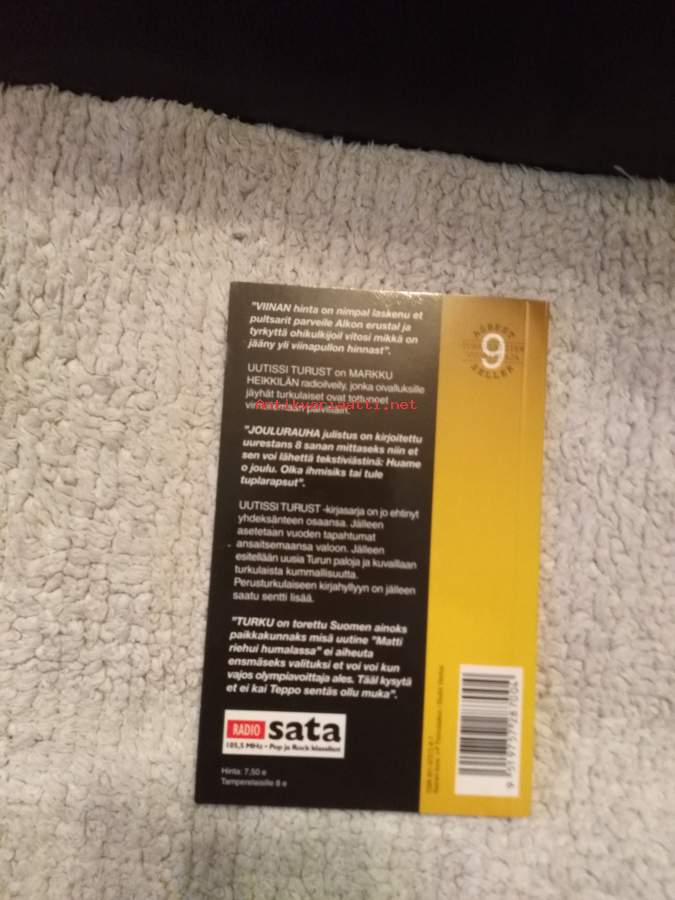 "VIINAN hinta on nimpal laskenu et
pultsarit parveile Alkon erustal ja
tyrkyttä ohikulkijoil vitosi mikkä on
jääny yli viinapullon hinnast".
UUTISSI TURUST on MARKKU
HEIKKILÄN radioilveily, jonka oivalluksille
jäyhät turkulaiset ovat tottuneet
antikvariaatti.net
"JOULURAUHA julistus on kirjoitettu
uurestans 8 sanan mittaseks niin et
sen voi lähettä tekstiviästinä: Huame
o joulu. Olka ihmisiks tai tule
tuplarapsut".
UUTISSI TURUST -kirjasarja on jo ehtinyt
yhdeksänteen osaansa. Jälleen
asetetaan vuoden tapahtumat
ansaitsemaansa valoon. Jälleen
esitellään uusia Turun paloja ja kuvaillaan
turkulaista kummallisuutta.
Perusturkulaiseen kirjahyllyyn on jälleen
saatu sentti lisää.
"TURKU on torettu Suomen ainoks
paikkakunnaks misä uutine "Matti
riehui humalassa" ei aiheuta
ensmäseks valituksi et voi voi kun
vajos olympiavoittaja ales. Tääl kysytä
et ei kai Teppo sentäs ollu muka".
RADIO sata
105,5 MHz • Pop ja Rock klassikot
Hinta: 7,50 e
Tamperelaisille 8 e
9
SELLER